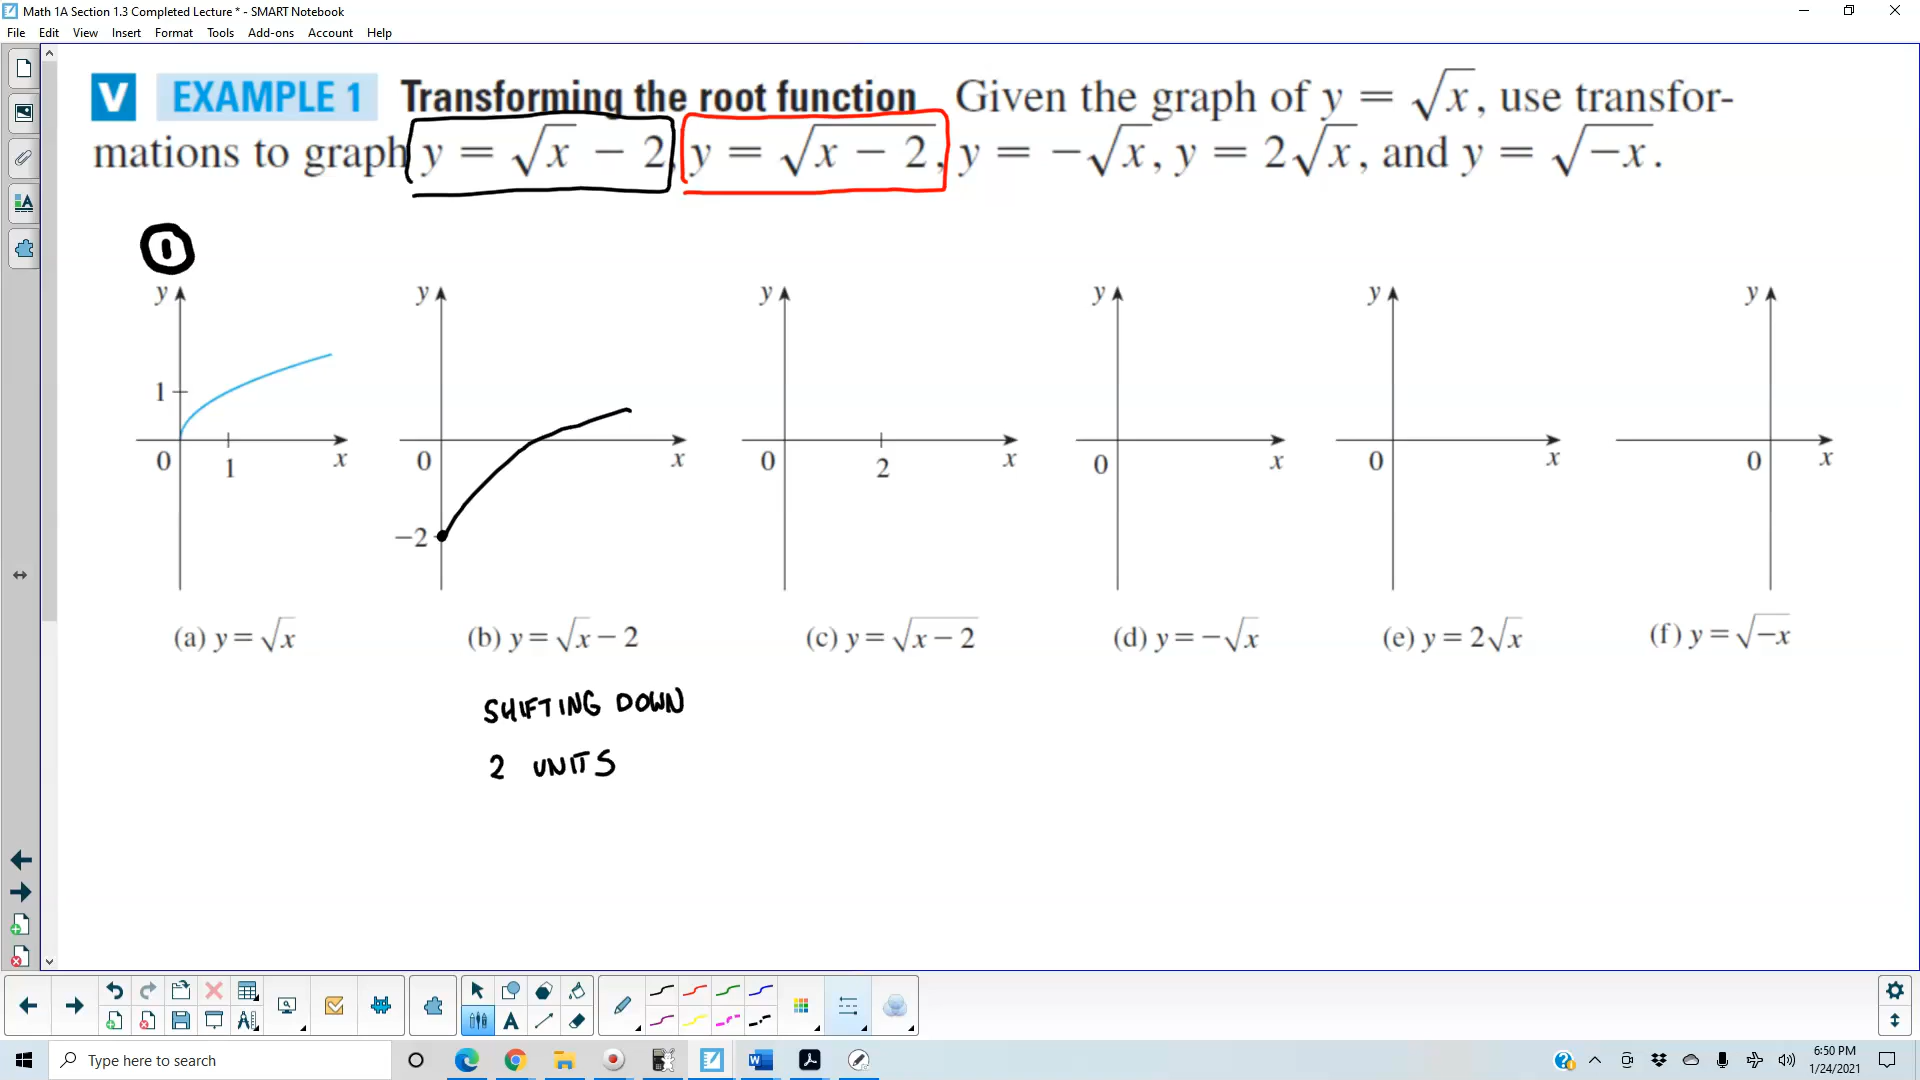 Math 1A Section 1.3 Completed Lecture * - SMART Notebook
File Edit View Insert Format Tools Add-ons Account Help
V EXAMPLE 1 Transforming the root function Given the graph of y = √x, use transfor-
mations to graph y = √x − 2, y = √(x − 2), y = −√x, y = 2√x, and y = √(−x).
1
y y y y y y
1
0 1 x 0 x 0 2 x 0 x 0 x 0 x
−2
(a) y = √x (b) y = √x − 2 (c) y = √(x − 2) (d) y = −√x (e) y = 2√x (f) y = √(−x)
SHIFTING DOWN
2 UNITS
Type here to search
6:50 PM
1/24/2021